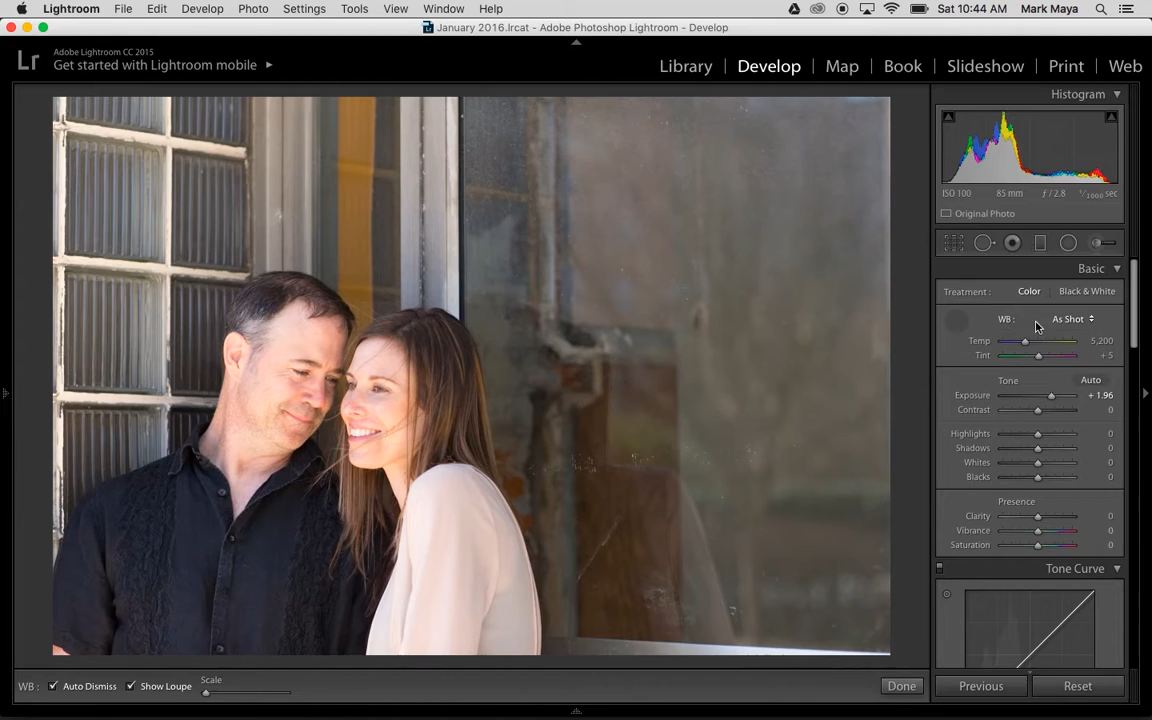 Lightroom File Edit Develop Photo Settings Tools View Window Help Sat 10:44 AM Mark Maya
January 2016.lrcat - Adobe Photoshop Lightroom - Develop
Lr Adobe Lightroom CC 2015
Get started with Lightroom mobile
Library Develop Map Book Slideshow Print Web
Histogram
ISO 100 85 mm ƒ / 2.8 1/1000 sec
Original Photo
Basic
Treatment : Color Black & White
WB : As Shot
Temp 5,200
Tint + 5
Tone Auto
Exposure + 1.96
Contrast 0
Highlights 0
Shadows 0
Whites 0
Blacks 0
Presence
Clarity 0
Vibrance 0
Saturation 0
Tone Curve
WB : Auto Dismiss Show Loupe Scale Done
Previous Reset